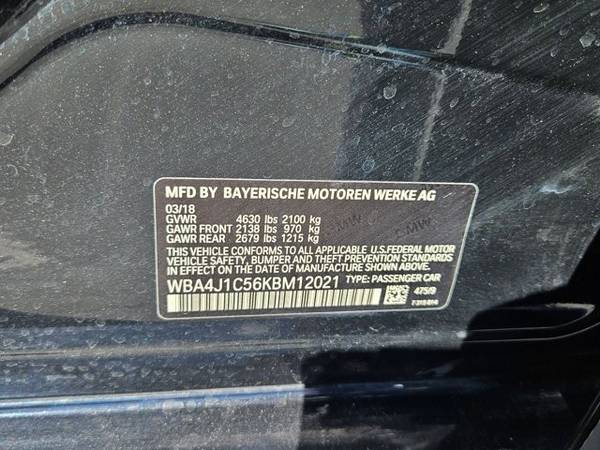 MFD BY BAYERISCHE MOTOREN WERKE AG
03/18
GVWR 4630 lbs 2100 kg
GAWR FRONT 2138 lbs 970 kg
GAWR REAR 2679 lbs 1215 kg
THIS VEHICLE CONFORMS TO ALL APPLICABLE U.S.FEDERAL MOTOR
VEHICLE SAFETY, BUMPER AND THEFT PREVENTION STANDARDS
IN EFFECT ON THE DATE OF MANUFACTURE SHOWN ABOVE.
WBA4J1C56KBM12021 TYPE: PASSENGER CAR
475/9